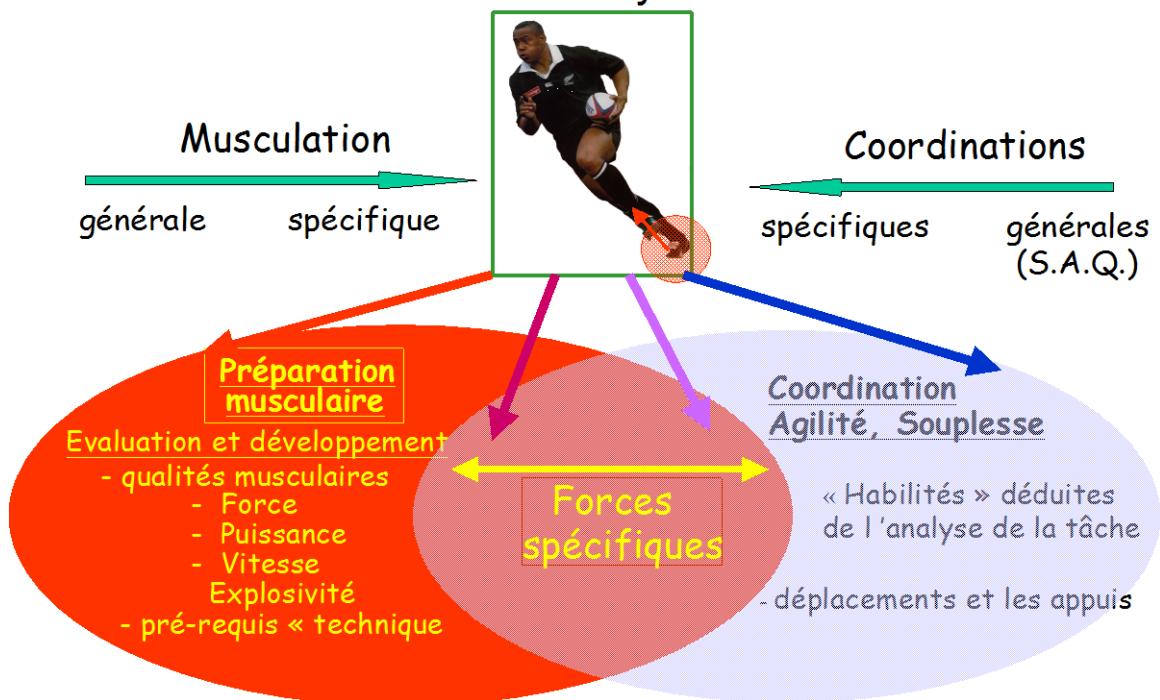 Musculation
générale spécifique
Coordinations
spécifiques générales
(S.A.Q.)
Préparation
musculaire
Evaluation et développement
- qualités musculaires
- Force
- Puissance
- Vitesse
Explosivité
- pré-requis « technique
Forces
spécifiques
Coordination
Agilité, Souplesse
« Habilités » déduites
de l 'analyse de la tâche
- déplacements et les appuis